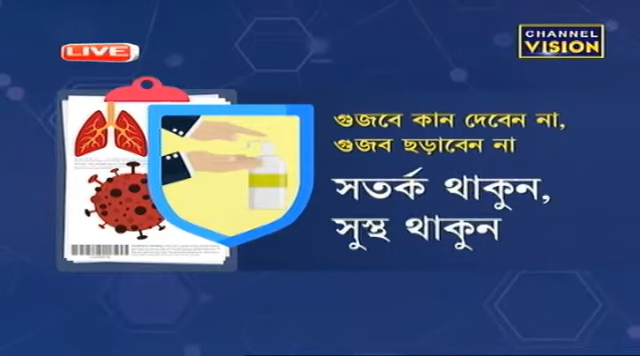 LIVE
CHANNEL
VISION
গুজবে কান দেবেন না,
গুজব ছড়াবেন না
সতর্ক থাকুন,
সুস্থ থাকুন